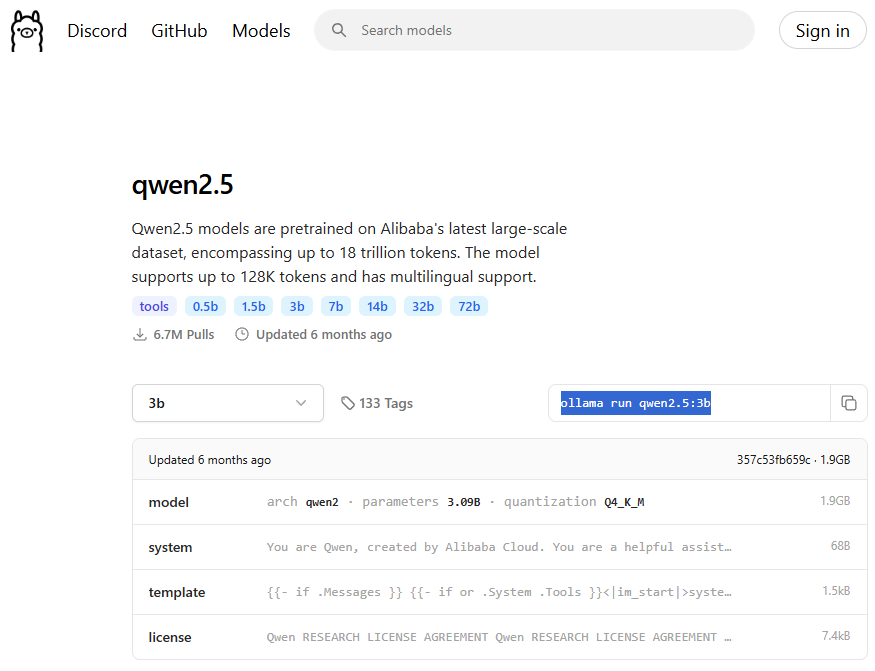 Discord GitHub Models Search models Sign in
qwen2.5
Qwen2.5 models are pretrained on Alibaba's latest large-scale
dataset, encompassing up to 18 trillion tokens. The model
supports up to 128K tokens and has multilingual support.
tools 0.5b 1.5b 3b 7b 14b 32b 72b
6.7M Pulls Updated 6 months ago
3b 133 Tags ollama run qwen2.5:3b
Updated 6 months ago 357c53fb659c · 1.9GB
model arch qwen2 · parameters 3.09B · quantization Q4_K_M 1.9GB
system You are Qwen, created by Alibaba Cloud. You are a helpful assist… 68B
template {{- if .Messages }} {{- if or .System .Tools }}<|im_start|>syste… 1.5kB
license Qwen RESEARCH LICENSE AGREEMENT Qwen RESEARCH LICENSE AGREEMENT … 7.4kB